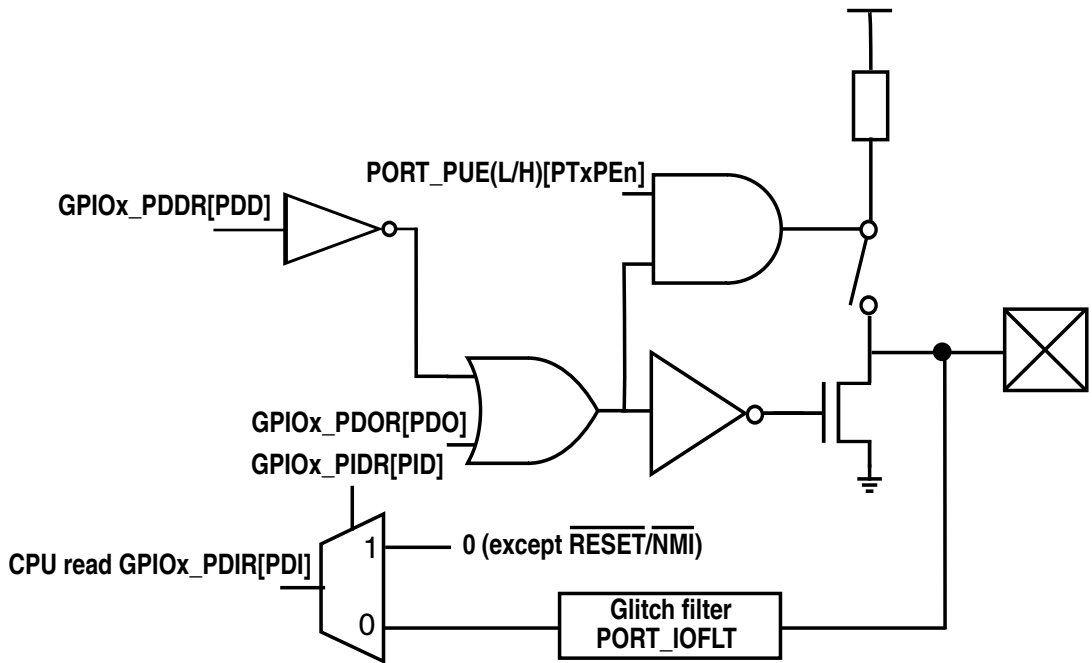 PORT_PUE(L/H)[PTxPEn]
GPIOx_PDDR[PDD]
GPIOx_PDOR[PDO]
GPIOx_PIDR[PID]
1
0 (except RESET/NMI)
CPU read GPIOx_PDIR[PDI]
0
Glitch filter
PORT_IOFLT